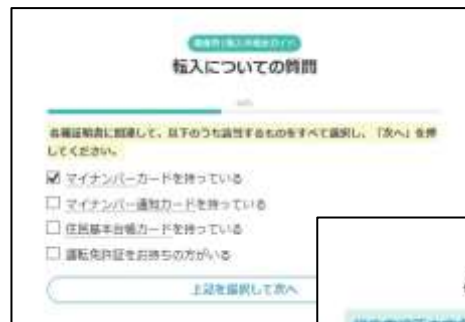 転入についての質問
各種証明書に関連して、以下のうち該当するものをすべて選択し、「次へ」を押
してください。
マイナンバーカードを持っている
マイナンバー通知カードを持っている
住民基本台帳カードを持っている
運転免許証をお持ちの方がいる
上記を選択して次へ